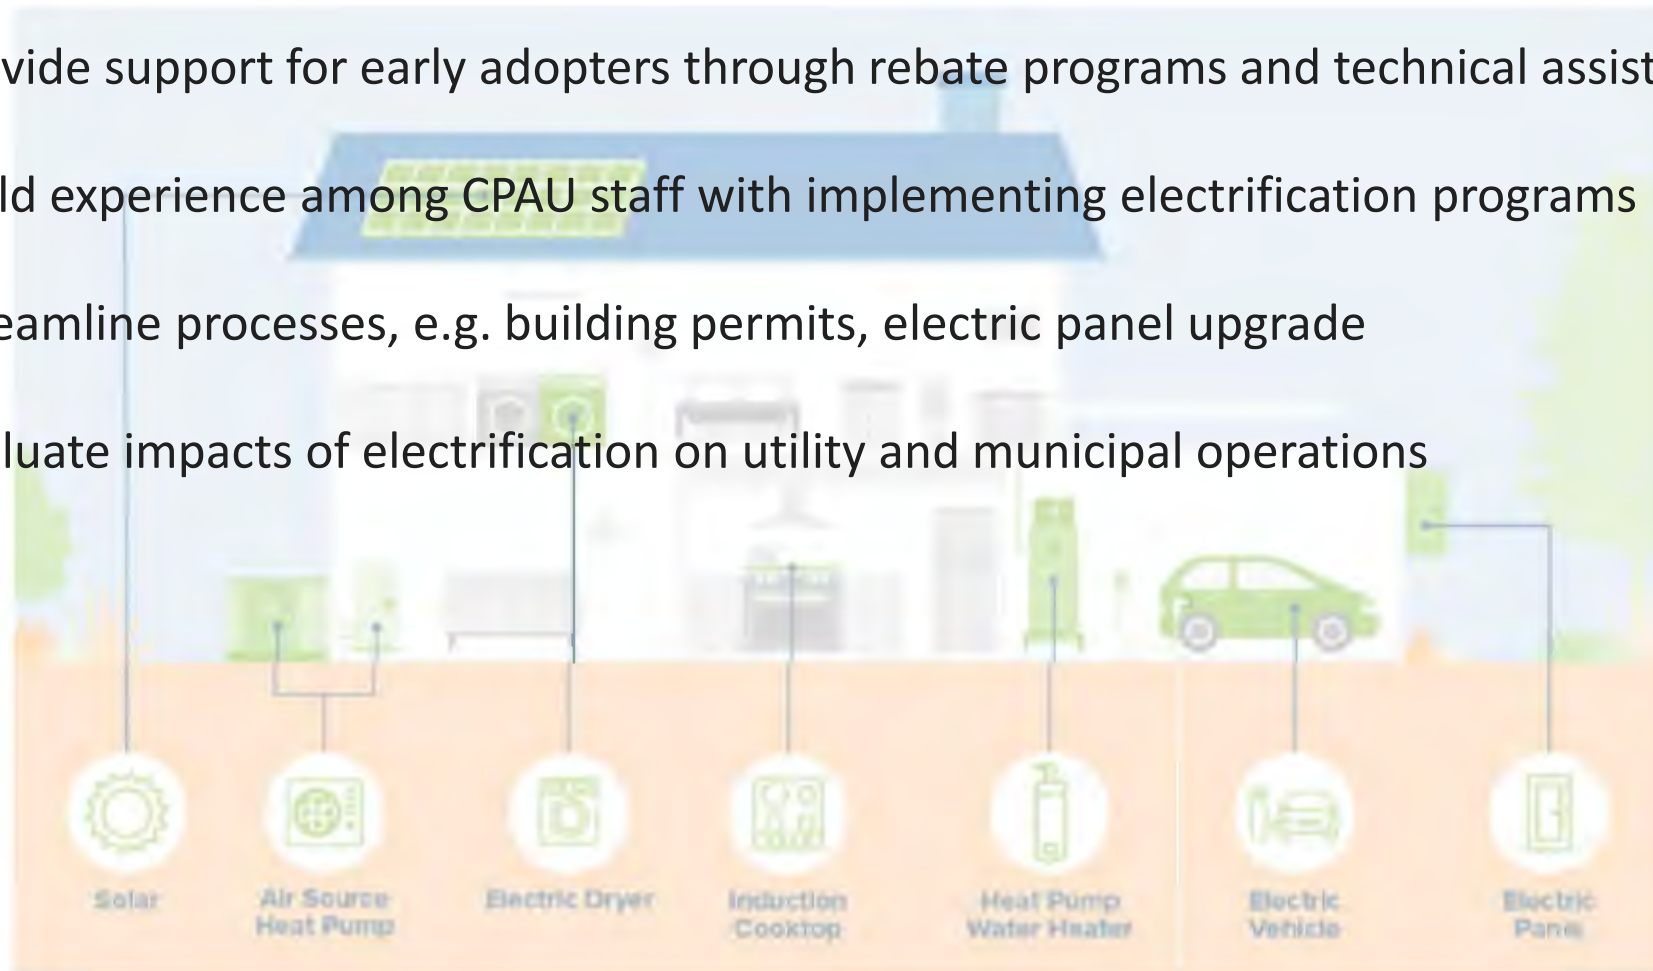 vide support for early adopters through rebate programs and technical assist
ld experience among CPAU staff with implementing electrification programs
eamline processes, e.g. building permits, electric panel upgrade
luate impacts of electrification on utility and municipal operations
Solar
Air Source
Heat Pump
Electric Dryer
Induction
Cooktop
Heat Pump
Water Heater
Electric
Vehicle
Electric
Panel